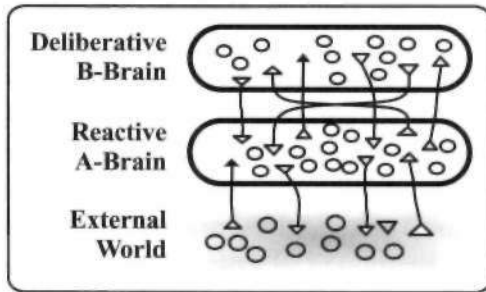 Deliberative
B-Brain
Reactive
A-Brain
External
World